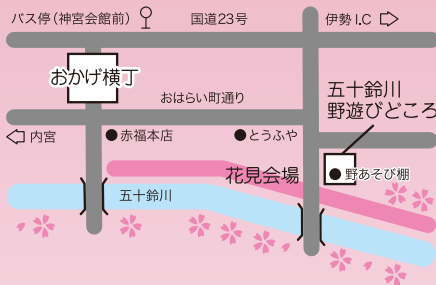 バス停（神宮会館前）
国道23号
伊勢 I.C
おかげ横丁
おはらい町通り
五十鈴川
野遊びどころ
内宮
●赤福本店
●とうふや
花見会場
●野あそび棚
五十鈴川